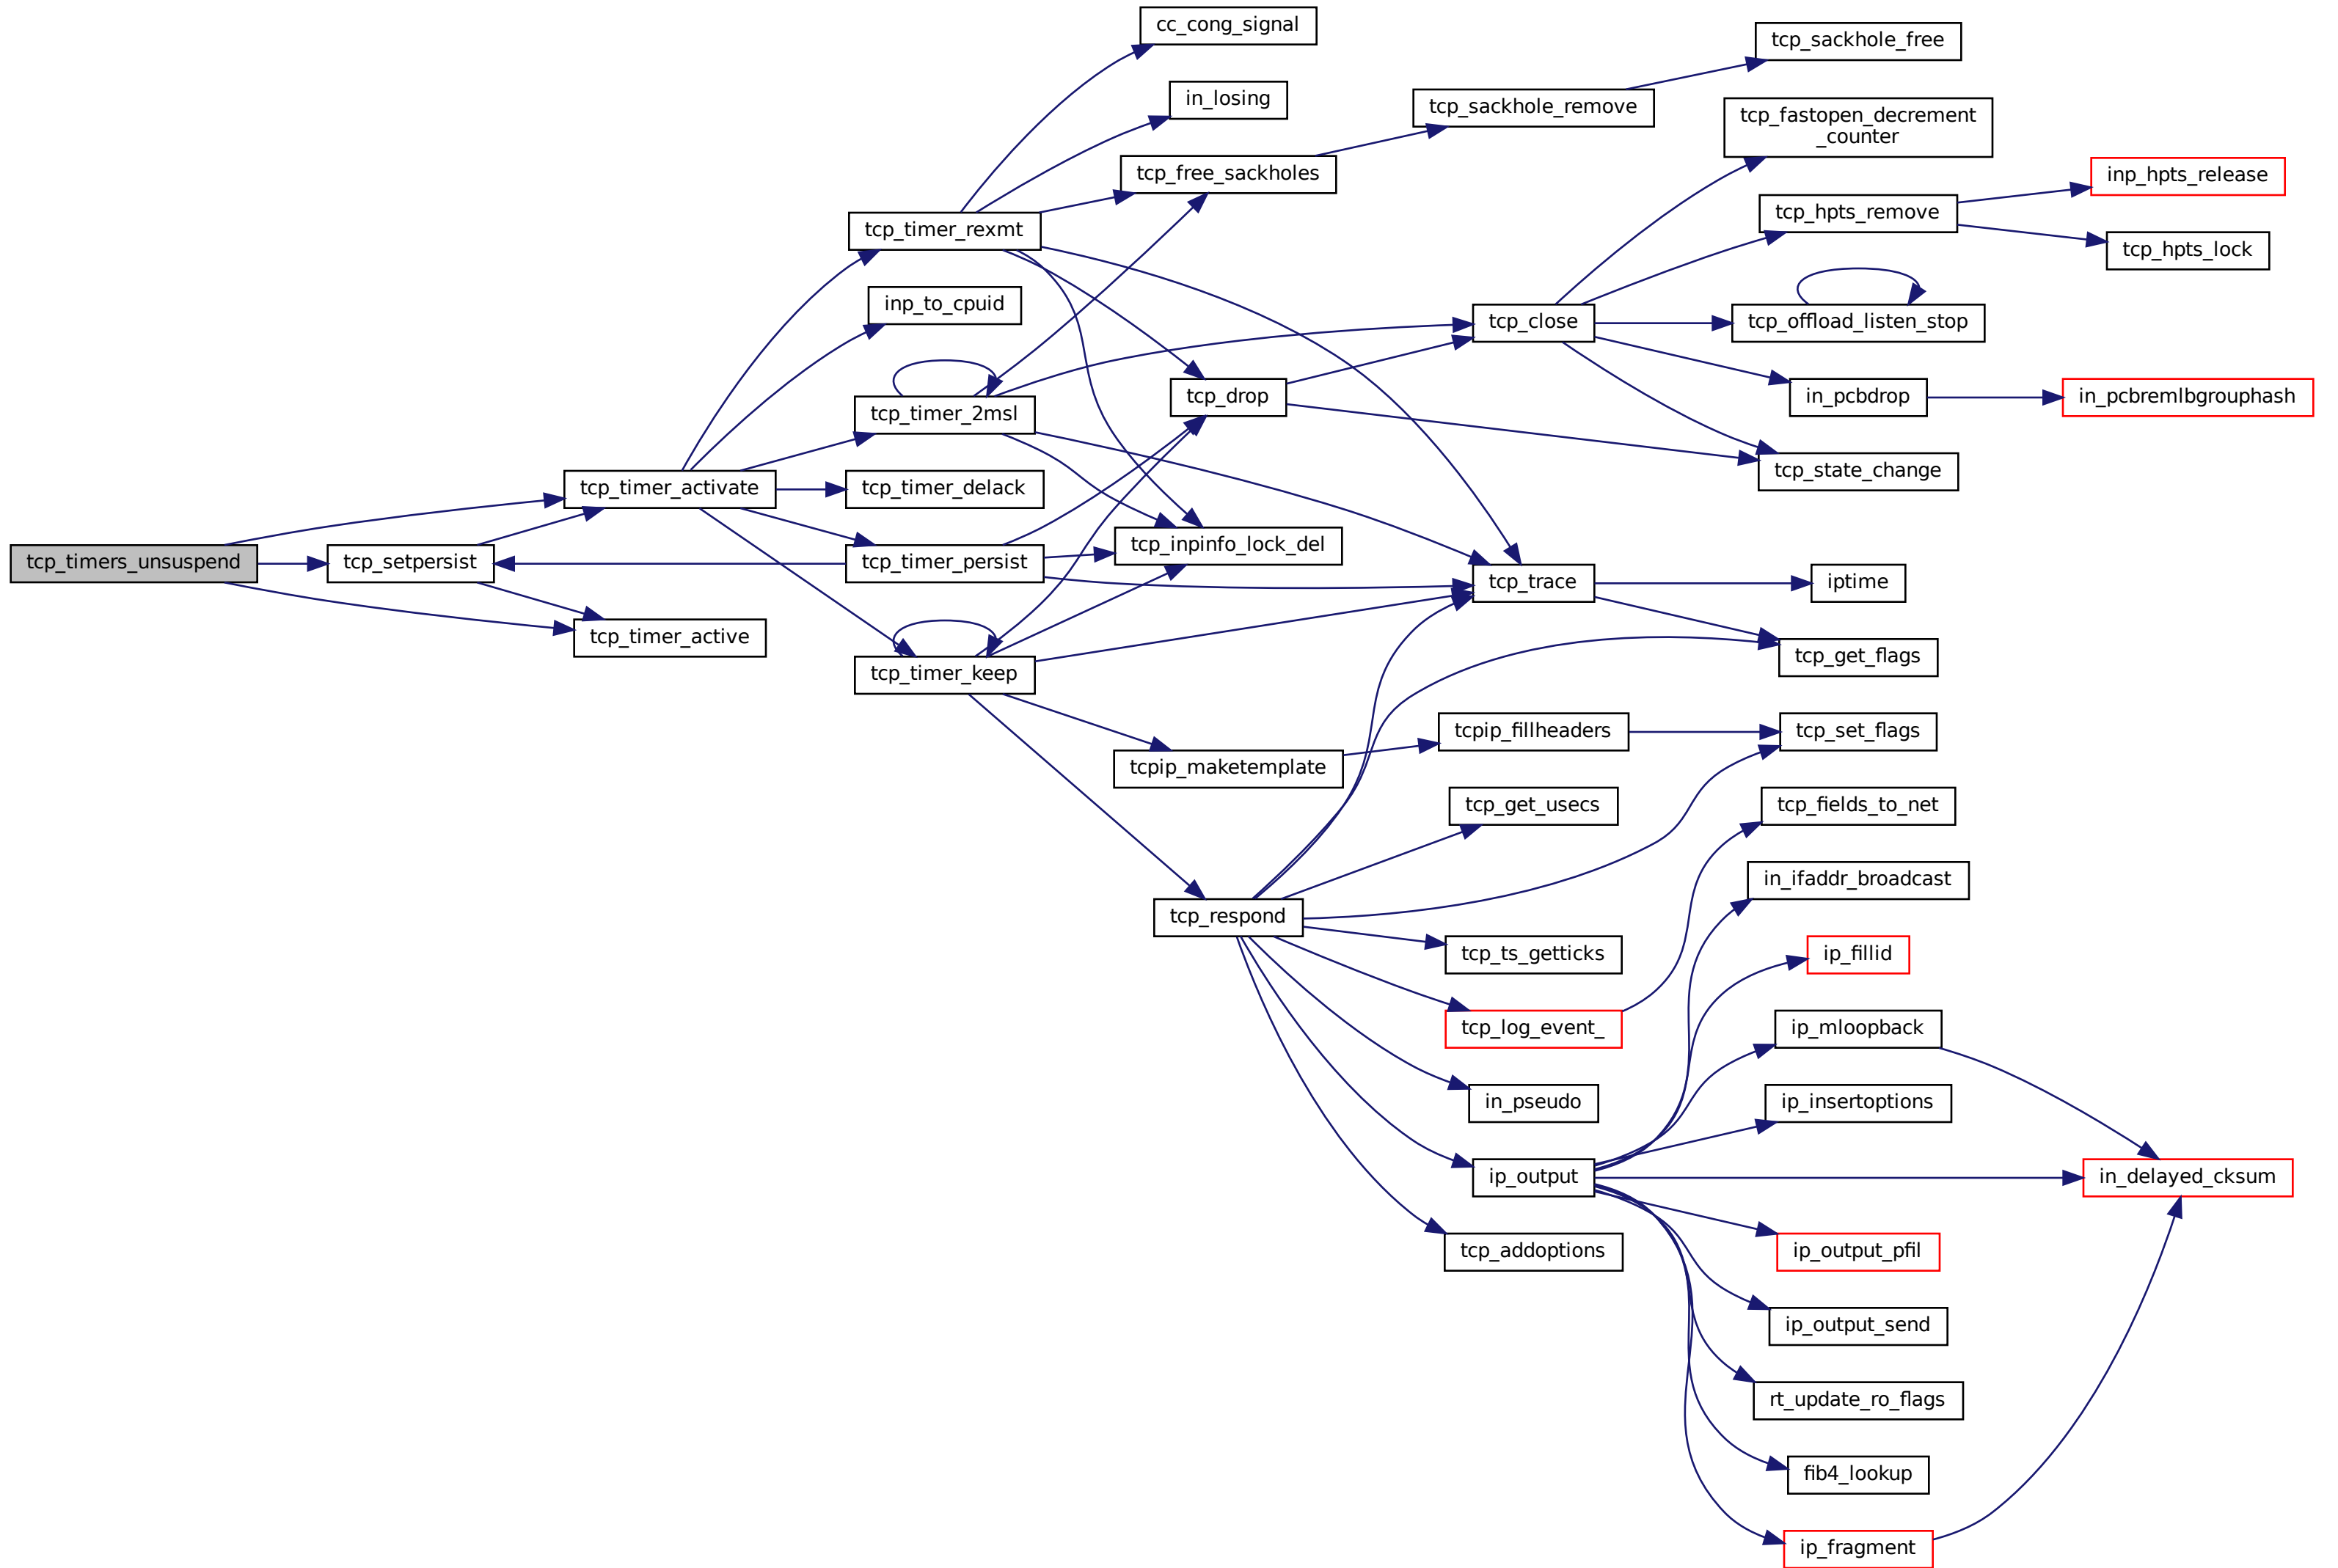 cc_cong_signal
tcp_sackhole_free
in_losing
tcp_sackhole_remove
tcp_fastopen_decrement
_counter
tcp_free_sackholes
inp_hpts_release
tcp_timer_rexmt
tcp_hpts_remove
tcp_hpts_lock
inp_to_cpuid
tcp_close
tcp_offload_listen_stop
tcp_timer_2msl
tcp_drop
in_pcbdrop
in_pcbremlbgrouphash
tcp_timer_activate
tcp_timer_delack
tcp_state_change
tcp_timers_unsuspend
tcp_setpersist
tcp_timer_persist
tcp_inpinfo_lock_del
tcp_trace
iptime
tcp_timer_active
tcp_timer_keep
tcp_get_flags
tcpip_maketemplate
tcpip_fillheaders
tcp_set_flags
tcp_get_usecs
tcp_fields_to_net
tcp_respond
in_ifaddr_broadcast
tcp_ts_getticks
ip_fillid
tcp_log_event_
ip_mloopback
in_pseudo
ip_insertoptions
ip_output
in_delayed_cksum
tcp_addoptions
ip_output_pfil
ip_output_send
rt_update_ro_flags
fib4_lookup
ip_fragment